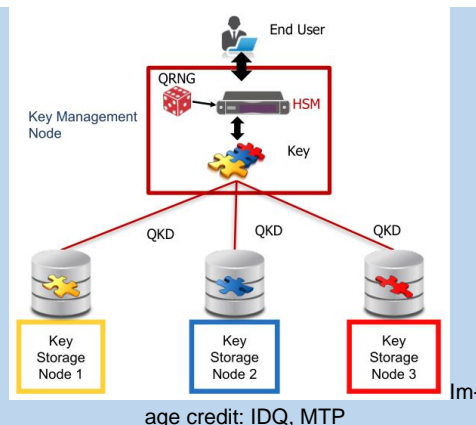 End User
QRNG
HSM
Key Management
Node
Key
QKD
QKD
QKD
Key
Storage
Node 1
Key
Storage
Node 2
Key
Storage
Node 3
Im-
age credit: IDQ, MTP